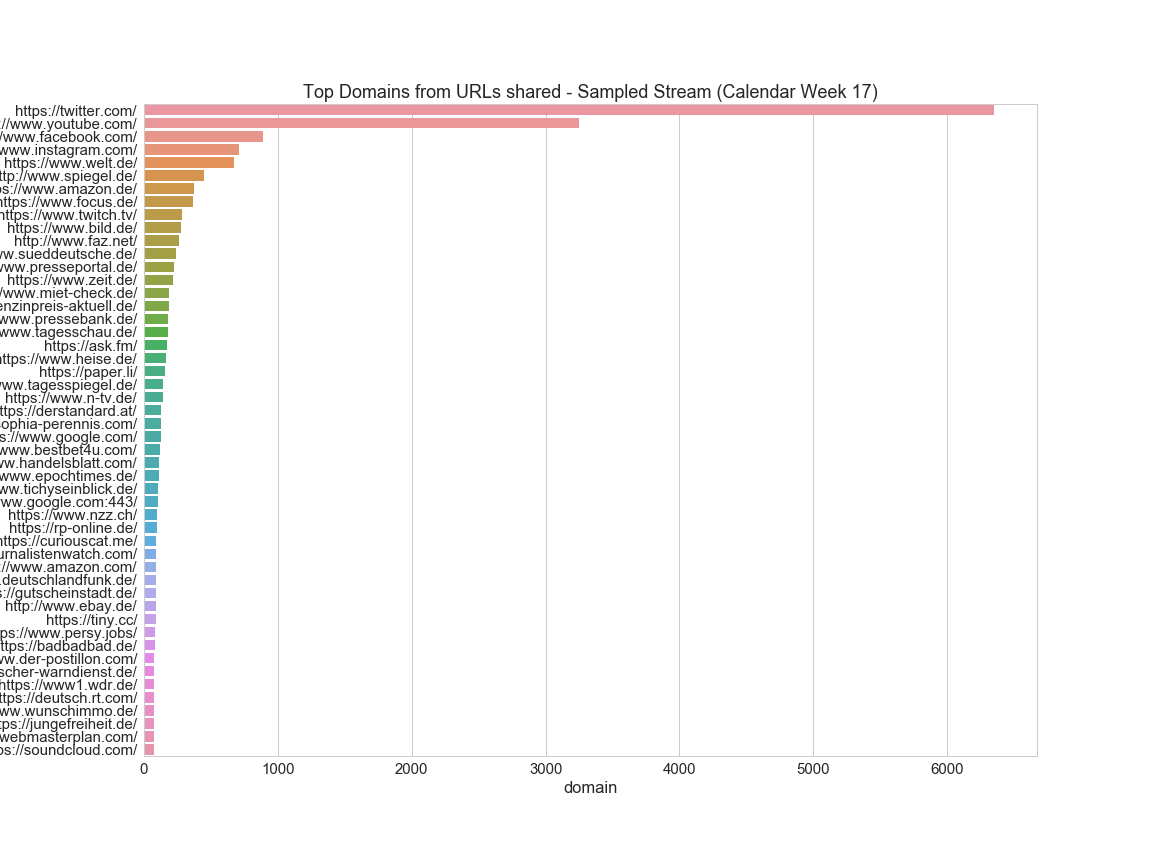 Top Domains from URLs shared - Sampled Stream (Calendar Week 17)
https://twitter.com/
://www.youtube.com/
/www.facebook.com/
www.instagram.com/
https://www.welt.de/
ttp://www.spiegel.de/
ps://www.amazon.de/
https://www.focus.de/
https://www.twitch.tv/
https://www.bild.de/
http://www.faz.net/
ww.sueddeutsche.de/
www.presseportal.de/
https://www.zeit.de/
/www.miet-check.de/
enzinpreis-aktuell.de/
www.pressebank.de/
www.tagesschau.de/
https://ask.fm/
https://www.heise.de/
https://paper.li/
www.tagesspiegel.de/
https://www.n-tv.de/
ttps://derstandard.at/
sophia-perennis.com/
s://www.google.com/
www.bestbet4u.com/
ww.handelsblatt.com/
www.epochtimes.de/
ww.tichyseinblick.de/
ww.google.com:443/
https://www.nzz.ch/
https://rp-online.de/
https://curiouscat.me/
urnalistenwatch.com/
://www.amazon.com/
.deutschlandfunk.de/
s://gutscheinstadt.de/
http://www.ebay.de/
https://tiny.cc/
ps://www.persy.jobs/
ttps://badbadbad.de/
ww.der-postillon.com/
scher-warndienst.de/
https://www1.wdr.de/
ttps://deutsch.rt.com/
ww.wunschimmo.de/
tps://jungefreiheit.de/
webmasterplan.com/
ps://soundcloud.com/
0 1000 2000 3000 4000 5000 6000
domain